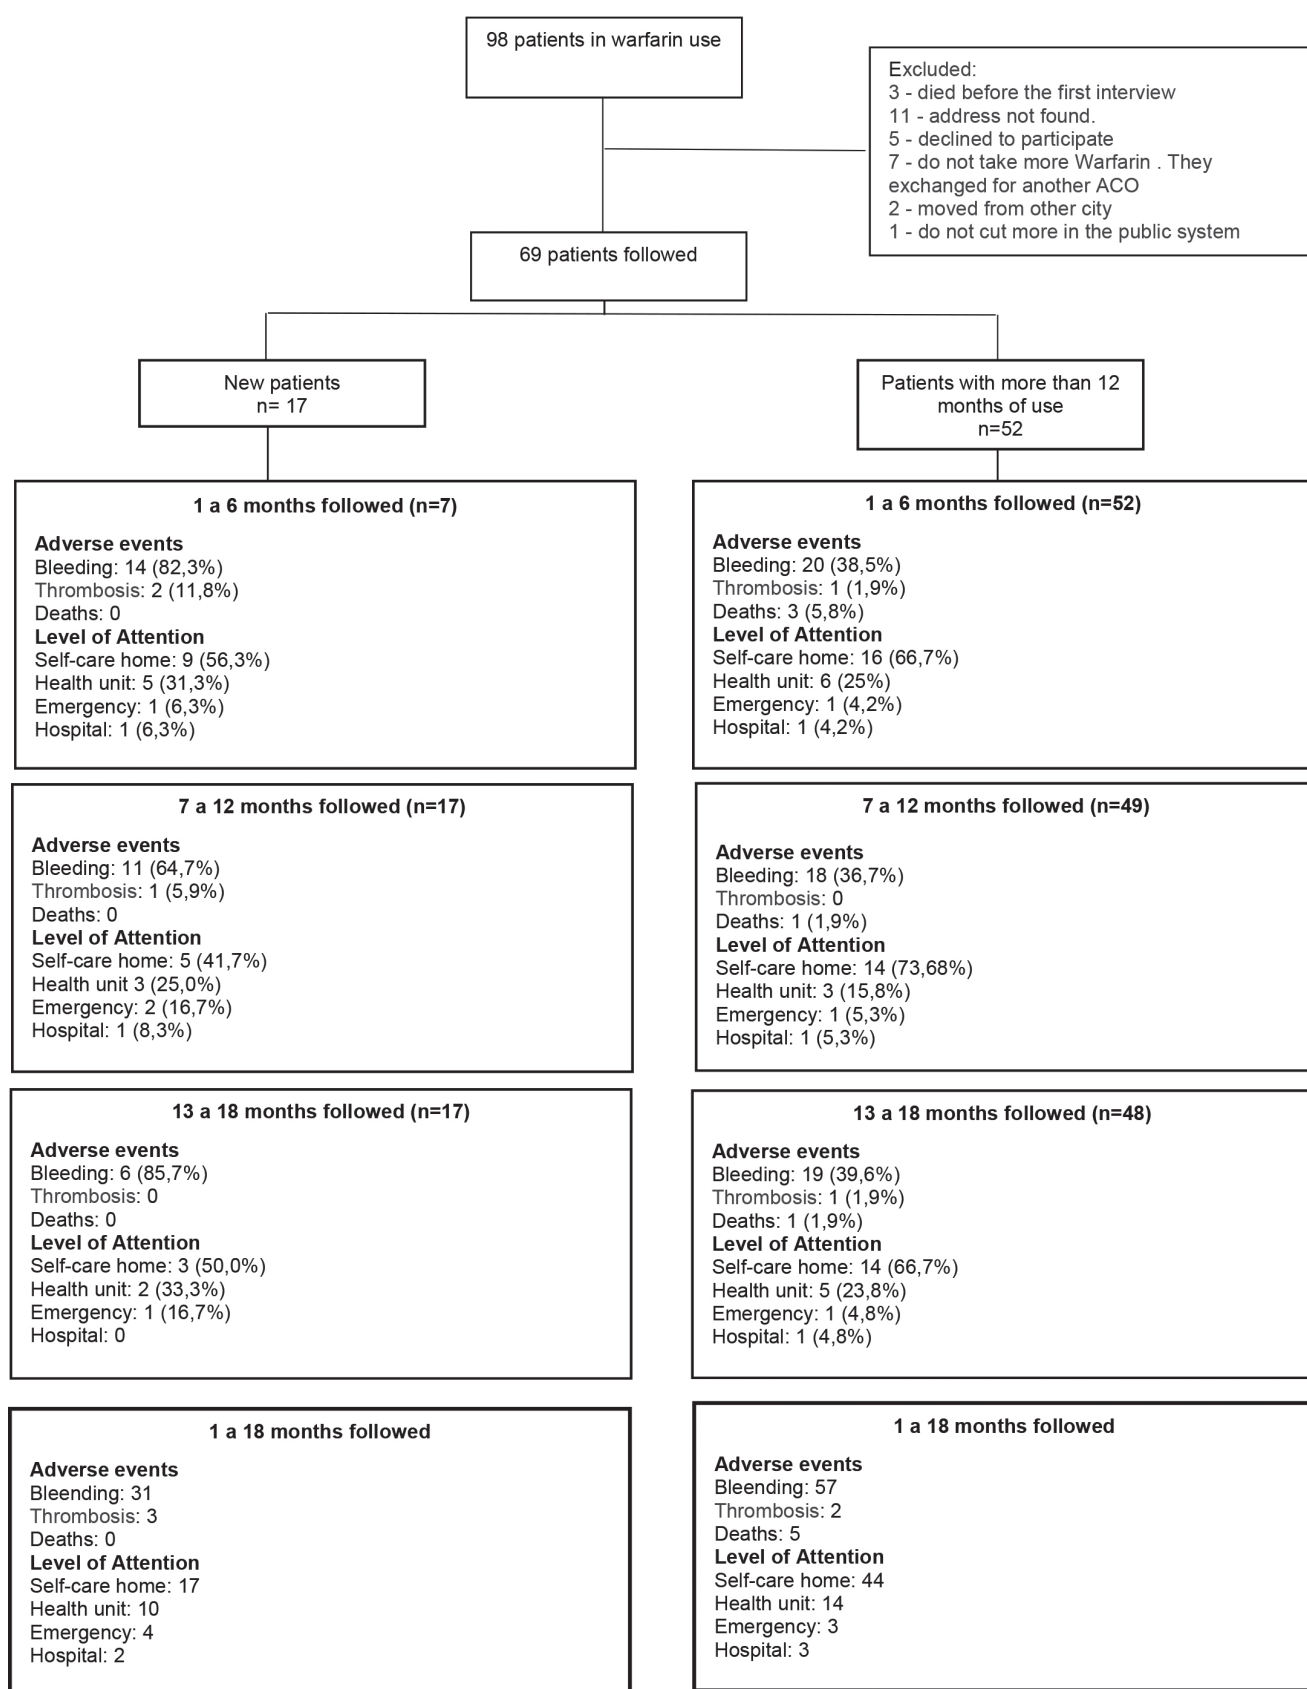 98 patients in warfarin use
Excluded:
3 - died before the first interview
11 - address not found.
5 - declined to participate
7 - do not take more Warfarin . They
exchanged for another ACO
2 - moved from other city
1 - do not cut more in the public system
69 patients followed
New patients
n= 17
Patients with more than 12
months of use
n=52
1 a 6 months followed (n=7)
Adverse events
Bleeding: 14 (82,3%)
Thrombosis: 2 (11,8%)
Deaths: 0
Level of Attention
Self-care home: 9 (56,3%)
Health unit: 5 (31,3%)
Emergency: 1 (6,3%)
Hospital: 1 (6,3%)
1 a 6 months followed (n=52)
Adverse events
Bleeding: 20 (38,5%)
Thrombosis: 1 (1,9%)
Deaths: 3 (5,8%)
Level of Attention
Self-care home: 16 (66,7%)
Health unit: 6 (25%)
Emergency: 1 (4,2%)
Hospital: 1 (4,2%)
7 a 12 months followed (n=17)
Adverse events
Bleeding: 11 (64,7%)
Thrombosis: 1 (5,9%)
Deaths: 0
Level of Attention
Self-care home: 5 (41,7%)
Health unit 3 (25,0%)
Emergency: 2 (16,7%)
Hospital: 1 (8,3%)
7 a 12 months followed (n=49)
Adverse events
Bleeding: 18 (36,7%)
Thrombosis: 0
Deaths: 1 (1,9%)
Level of Attention
Self-care home: 14 (73,68%)
Health unit: 3 (15,8%)
Emergency: 1 (5,3%)
Hospital: 1 (5,3%)
13 a 18 months followed (n=17)
Adverse events
Bleeding: 6 (85,7%)
Thrombosis: 0
Deaths: 0
Level of Attention
Self-care home: 3 (50,0%)
Health unit: 2 (33,3%)
Emergency: 1 (16,7%)
Hospital: 0
13 a 18 months followed (n=48)
Adverse events
Bleeding: 19 (39,6%)
Thrombosis: 1 (1,9%)
Deaths: 1 (1,9%)
Level of Attention
Self-care home: 14 (66,7%)
Health unit: 5 (23,8%)
Emergency: 1 (4,8%)
Hospital: 1 (4,8%)
1 a 18 months followed
Adverse events
Bleending: 31
Thrombosis: 3
Deaths: 0
Level of Attention
Self-care home: 17
Health unit: 10
Emergency: 4
Hospital: 2
1 a 18 months followed
Adverse events
Bleending: 57
Thrombosis: 2
Deaths: 5
Level of Attention
Self-care home: 44
Health unit: 14
Emergency: 3
Hospital: 3